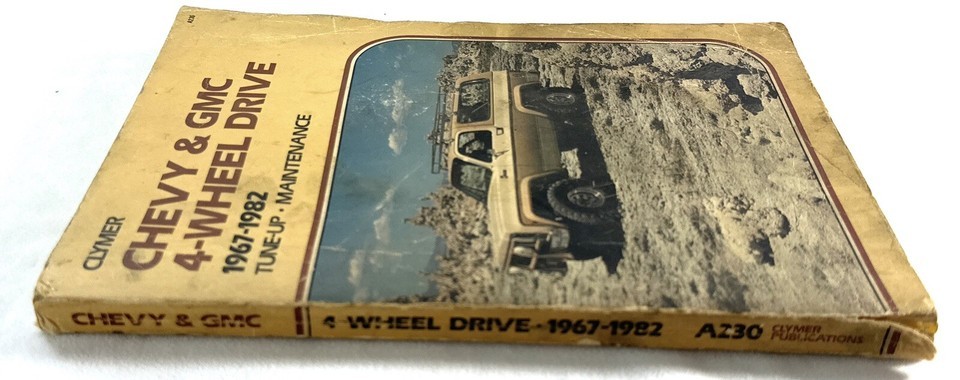 A230
CLYMER
CHEVY & GMC
4-WHEEL DRIVE
1967-1982
TUNE-UP • MAINTENANCE
CHEVY & GMC
4-WHEEL DRIVE • 1967-1982
A230
CLYMER
PUBLICATIONS